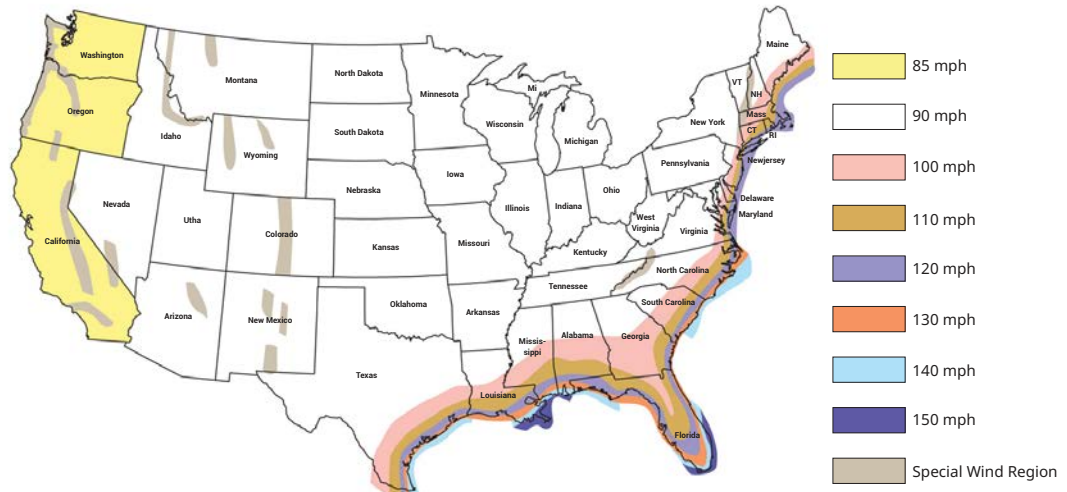 Washington
Montana
North Dakota
Minnesota
Maine
VT
NH
Mass
CT
RI
Oregon
Idaho
Wyoming
South Dakota
Wisconsin
Mi
Michigan
New York
Newjersey
Pennsylvania
Nebraska
Iowa
Illinois
Indiana
Ohio
Delaware
Maryland
Nevada
Utha
Colorado
Kansas
Missouri
West
Virginia
Virginia
Kentucky
California
North Carolina
Tennessee
Arizona
New Mexico
Oklahoma
Arkansas
South Carolina
Missis-
sippi
Alabama
Georgia
Texas
Louisiana
Florida
85 mph
90 mph
100 mph
110 mph
120 mph
130 mph
140 mph
150 mph
Special Wind Region